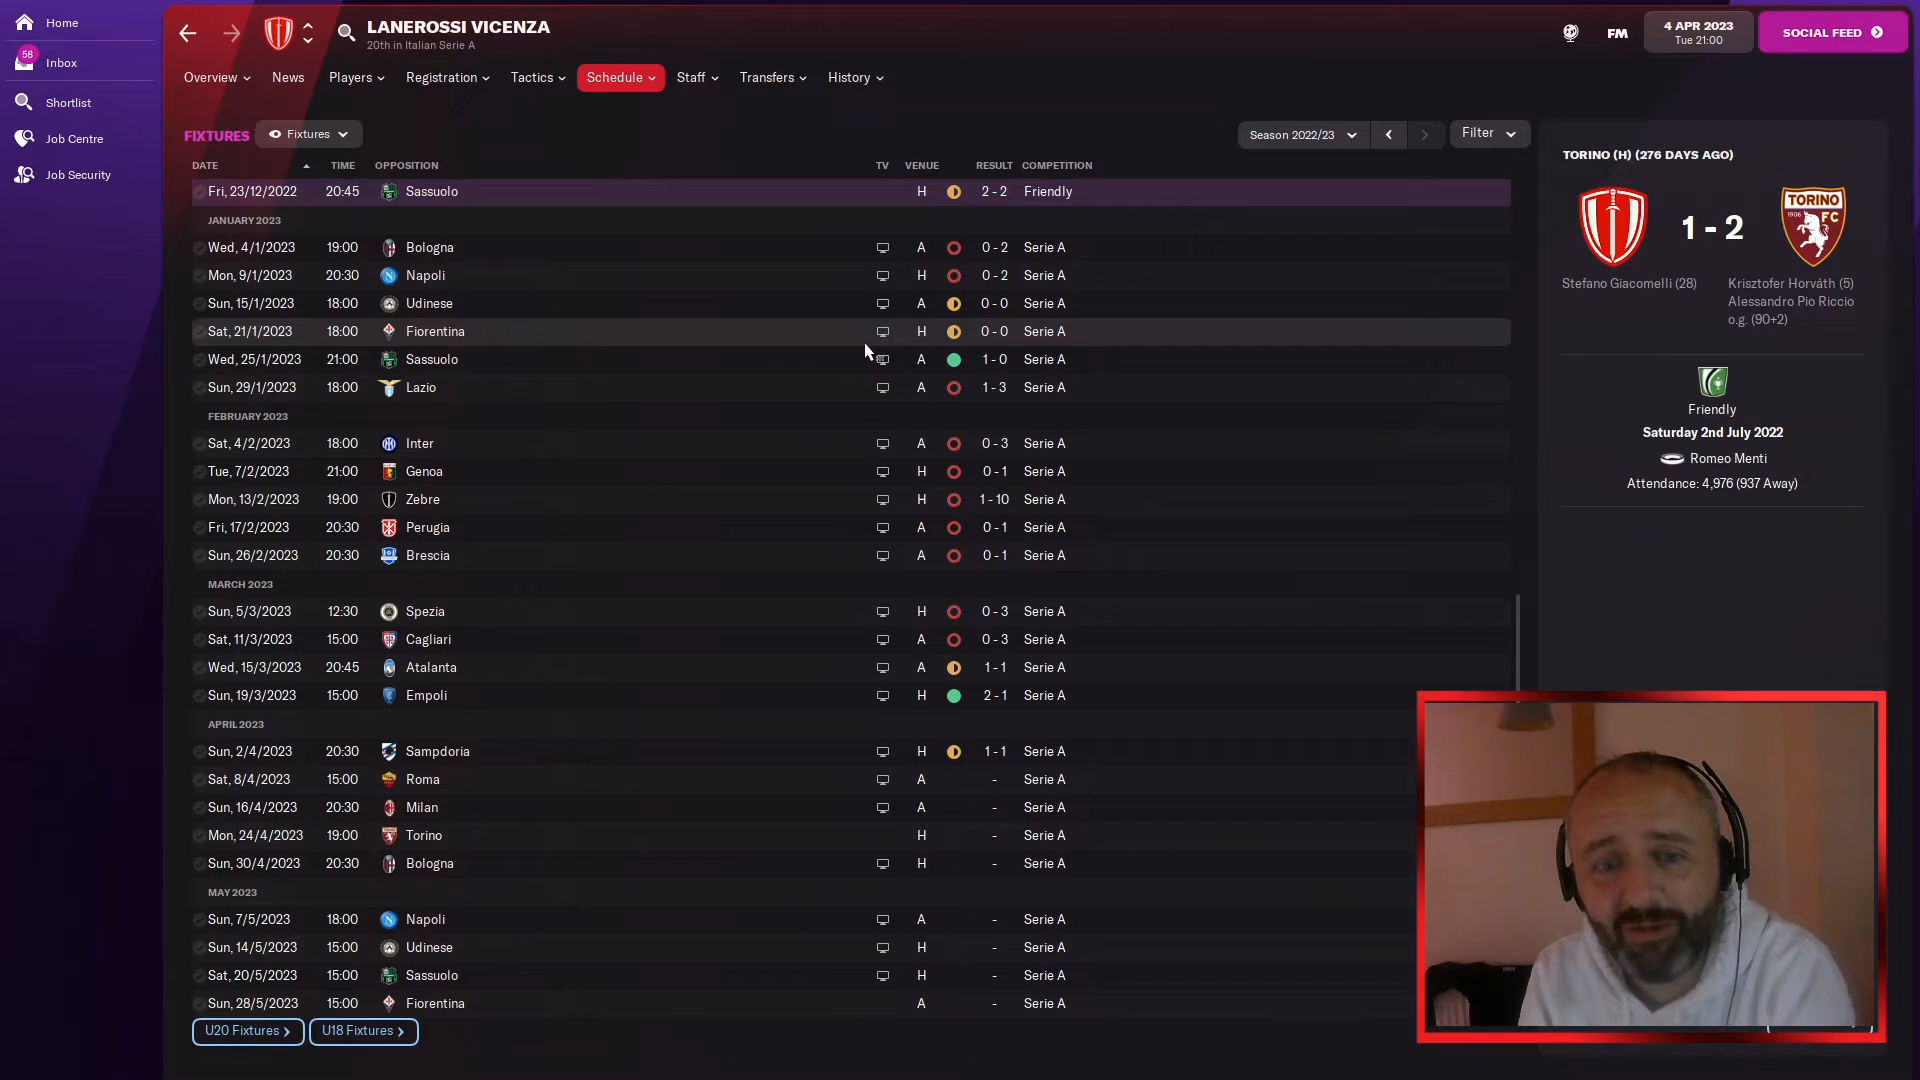 Home
58
Inbox
Shortlist
Job Centre
Job Security
LANEROSSI VICENZA
20th in Italian Serie A
FM
4 APR 2023
Tue 21:00
SOCIAL FEED
Overview News Players Registration Tactics Schedule Staff Transfers History
FIXTURES Fixtures Season 2022/23 Filter
DATE TIME OPPOSITION TV VENUE RESULT COMPETITION
Fri, 23/12/2022 20:45 Sassuolo H 2 - 2 Friendly
JANUARY 2023
Wed, 4/1/2023 19:00 Bologna A 0 - 2 Serie A
Mon, 9/1/2023 20:30 Napoli H 0 - 2 Serie A
Sun, 15/1/2023 18:00 Udinese A 0 - 0 Serie A
Sat, 21/1/2023 18:00 Fiorentina H 0 - 0 Serie A
Wed, 25/1/2023 21:00 Sassuolo A 1 - 0 Serie A
Sun, 29/1/2023 18:00 Lazio A 1 - 3 Serie A
FEBRUARY 2023
Sat, 4/2/2023 18:00 Inter A 0 - 3 Serie A
Tue, 7/2/2023 21:00 Genoa H 0 - 1 Serie A
Mon, 13/2/2023 19:00 Zebre H 1 - 10 Serie A
Fri, 17/2/2023 20:30 Perugia A 0 - 1 Serie A
Sun, 26/2/2023 20:30 Brescia A 0 - 1 Serie A
MARCH 2023
Sun, 5/3/2023 12:30 Spezia H 0 - 3 Serie A
Sat, 11/3/2023 15:00 Cagliari A 0 - 3 Serie A
Wed, 15/3/2023 20:45 Atalanta A 1 - 1 Serie A
Sun, 19/3/2023 15:00 Empoli H 2 - 1 Serie A
APRIL 2023
Sun, 2/4/2023 20:30 Sampdoria H 1 - 1 Serie A
Sat, 8/4/2023 15:00 Roma A - Serie A
Sun, 16/4/2023 20:30 Milan A - Serie A
Mon, 24/4/2023 19:00 Torino H - Serie A
Sun, 30/4/2023 20:30 Bologna H - Serie A
MAY 2023
Sun, 7/5/2023 18:00 Napoli A - Serie A
Sun, 14/5/2023 15:00 Udinese H - Serie A
Sat, 20/5/2023 15:00 Sassuolo H - Serie A
Sun, 28/5/2023 15:00 Fiorentina A - Serie A
U20 Fixtures U18 Fixtures
TORINO (H) (276 DAYS AGO)
1 - 2
TORINO
1906 FC
Stefano Giacomelli (28) Krisztofer Horváth (5)
Alessandro Pio Riccio
o.g. (90+2)
Friendly
Saturday 2nd July 2022
Romeo Menti
Attendance: 4,976 (937 Away)